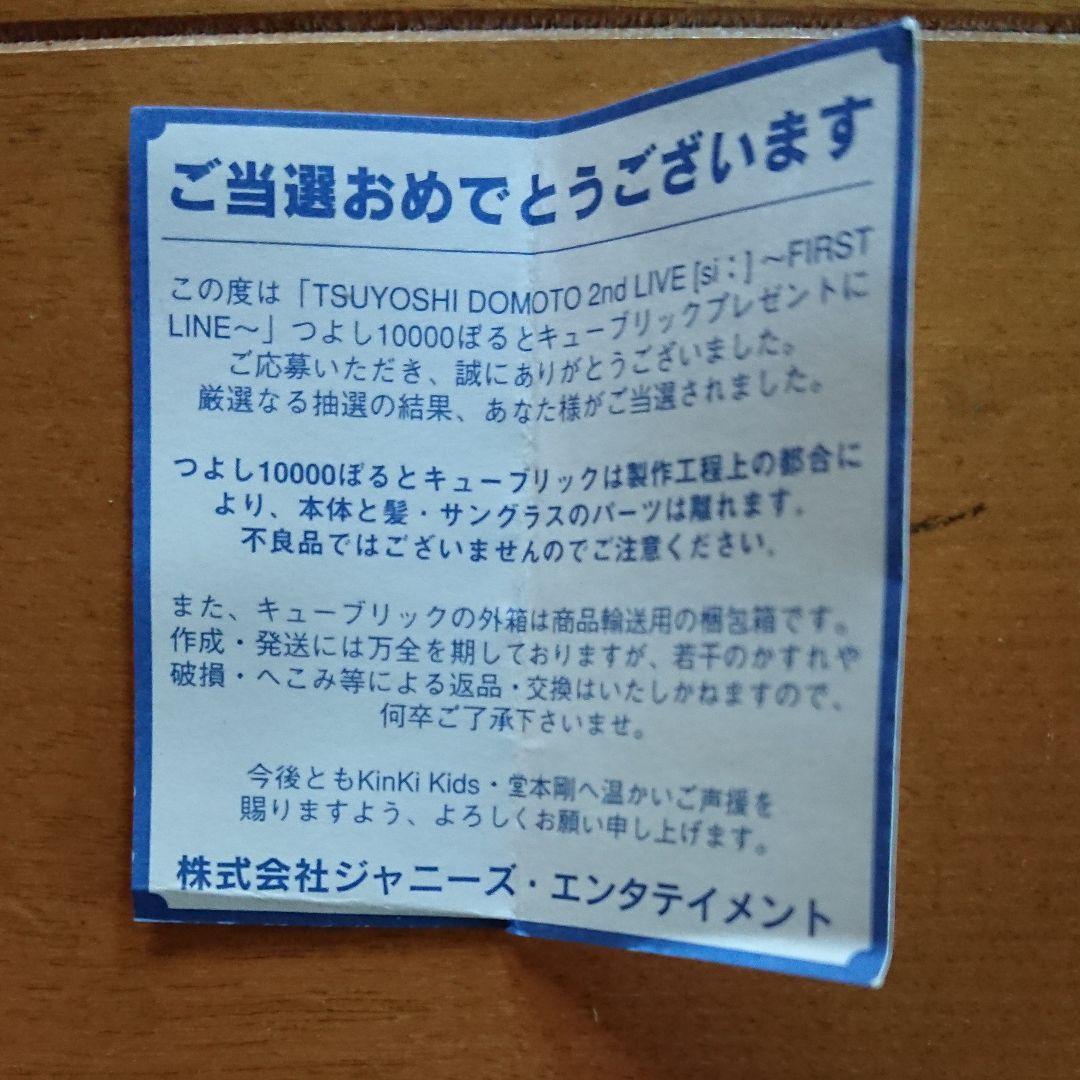 ご当選おめでとうございます
この度は「TSUYOSHI DOMOTO 2nd LIVE [si：] ～FIRST
LINE～」つよし10000ぼるとキューブリックプレゼントに
ご応募いただき、誠にありがとうございました。
厳選なる抽選の結果、あなた様がご当選されました。
つよし10000ぼるとキューブリックは製作工程上の都合に
より、本体と髪・サングラスのパーツは離れます。
不良品ではございませんのでご注意ください。
また、キューブリックの外箱は商品輸送用の梱包箱です。
作成・発送には万全を期しておりますが、若干のかすれや
破損・へこみ等による返品・交換はいたしかねますので、
何卒ご了承下さいませ。
今後ともKinKi Kids・堂本剛へ温かいご声援を
賜りますよう、よろしくお願い申し上げます。
株式会社ジャニーズ・エンタテイメント